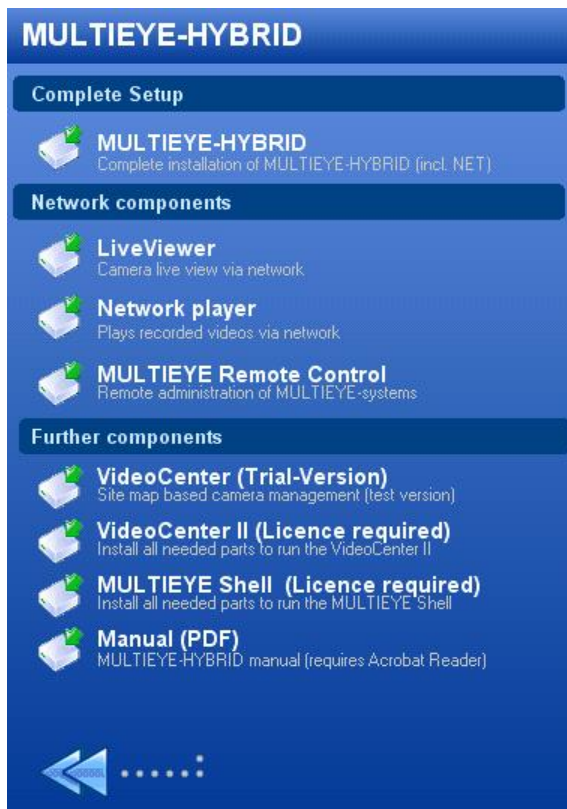 MULTIEYE-HYBRID
Complete Setup
MULTIEYE-HYBRID
Complete installation of MULTIEYE-HYBRID (incl. NET)
Network components
LiveViewer
Camera live view via network
Network player
Plays recorded videos via network
MULTIEYE Remote Control
Remote administration of MULTIEYE-systems
Further components
VideoCenter (Trial-Version)
Site map based camera management (test version)
VideoCenter II (Licence required)
Install all needed parts to run the VideoCenter II
MULTIEYE Shell (Licence required)
Install all needed parts to run the MULTIEYE Shell
Manual (PDF)
MULTIEYE-HYBRID manual (requires Acrobat Reader)